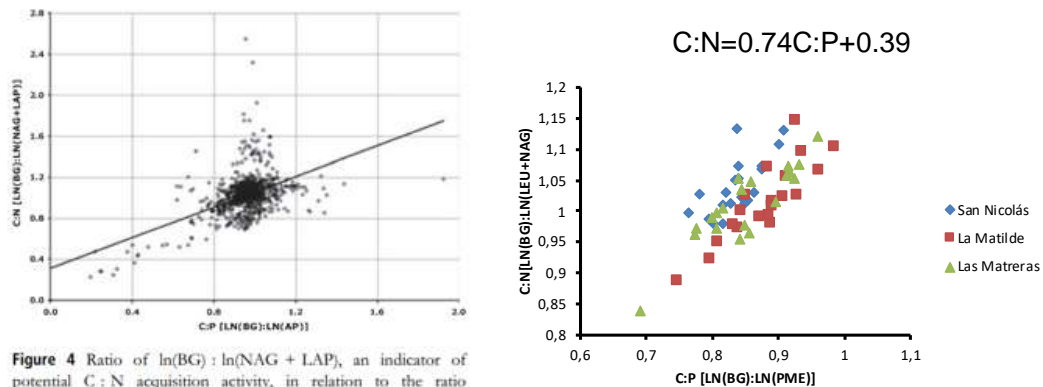 2.8
2.4
2.0
1.6
1.2
0.8
0.4
0.0
0.0 0.4 0.8 1.2 1.6 2.0
C:N [LN(BG):LN(NAG+LAP)]
C:P [LN(BG):LN(AP)]
Figure 4 Ratio of ln(BG) : ln(NAG + LAP), an indicator of
potential C : N acquisition activity, in relation to the ratio
C:N=0.74C:P+0.39
1,2
1,15
1,1
1,05
1
0,95
0,9
0,85
0,8
0,6 0,7 0,8 0,9 1 1,1
C:N[LN(BG):LN(LEU+NAG)
C:P [LN(BG):LN(PME)]
San Nicolás
La Matilde
Las Matreras